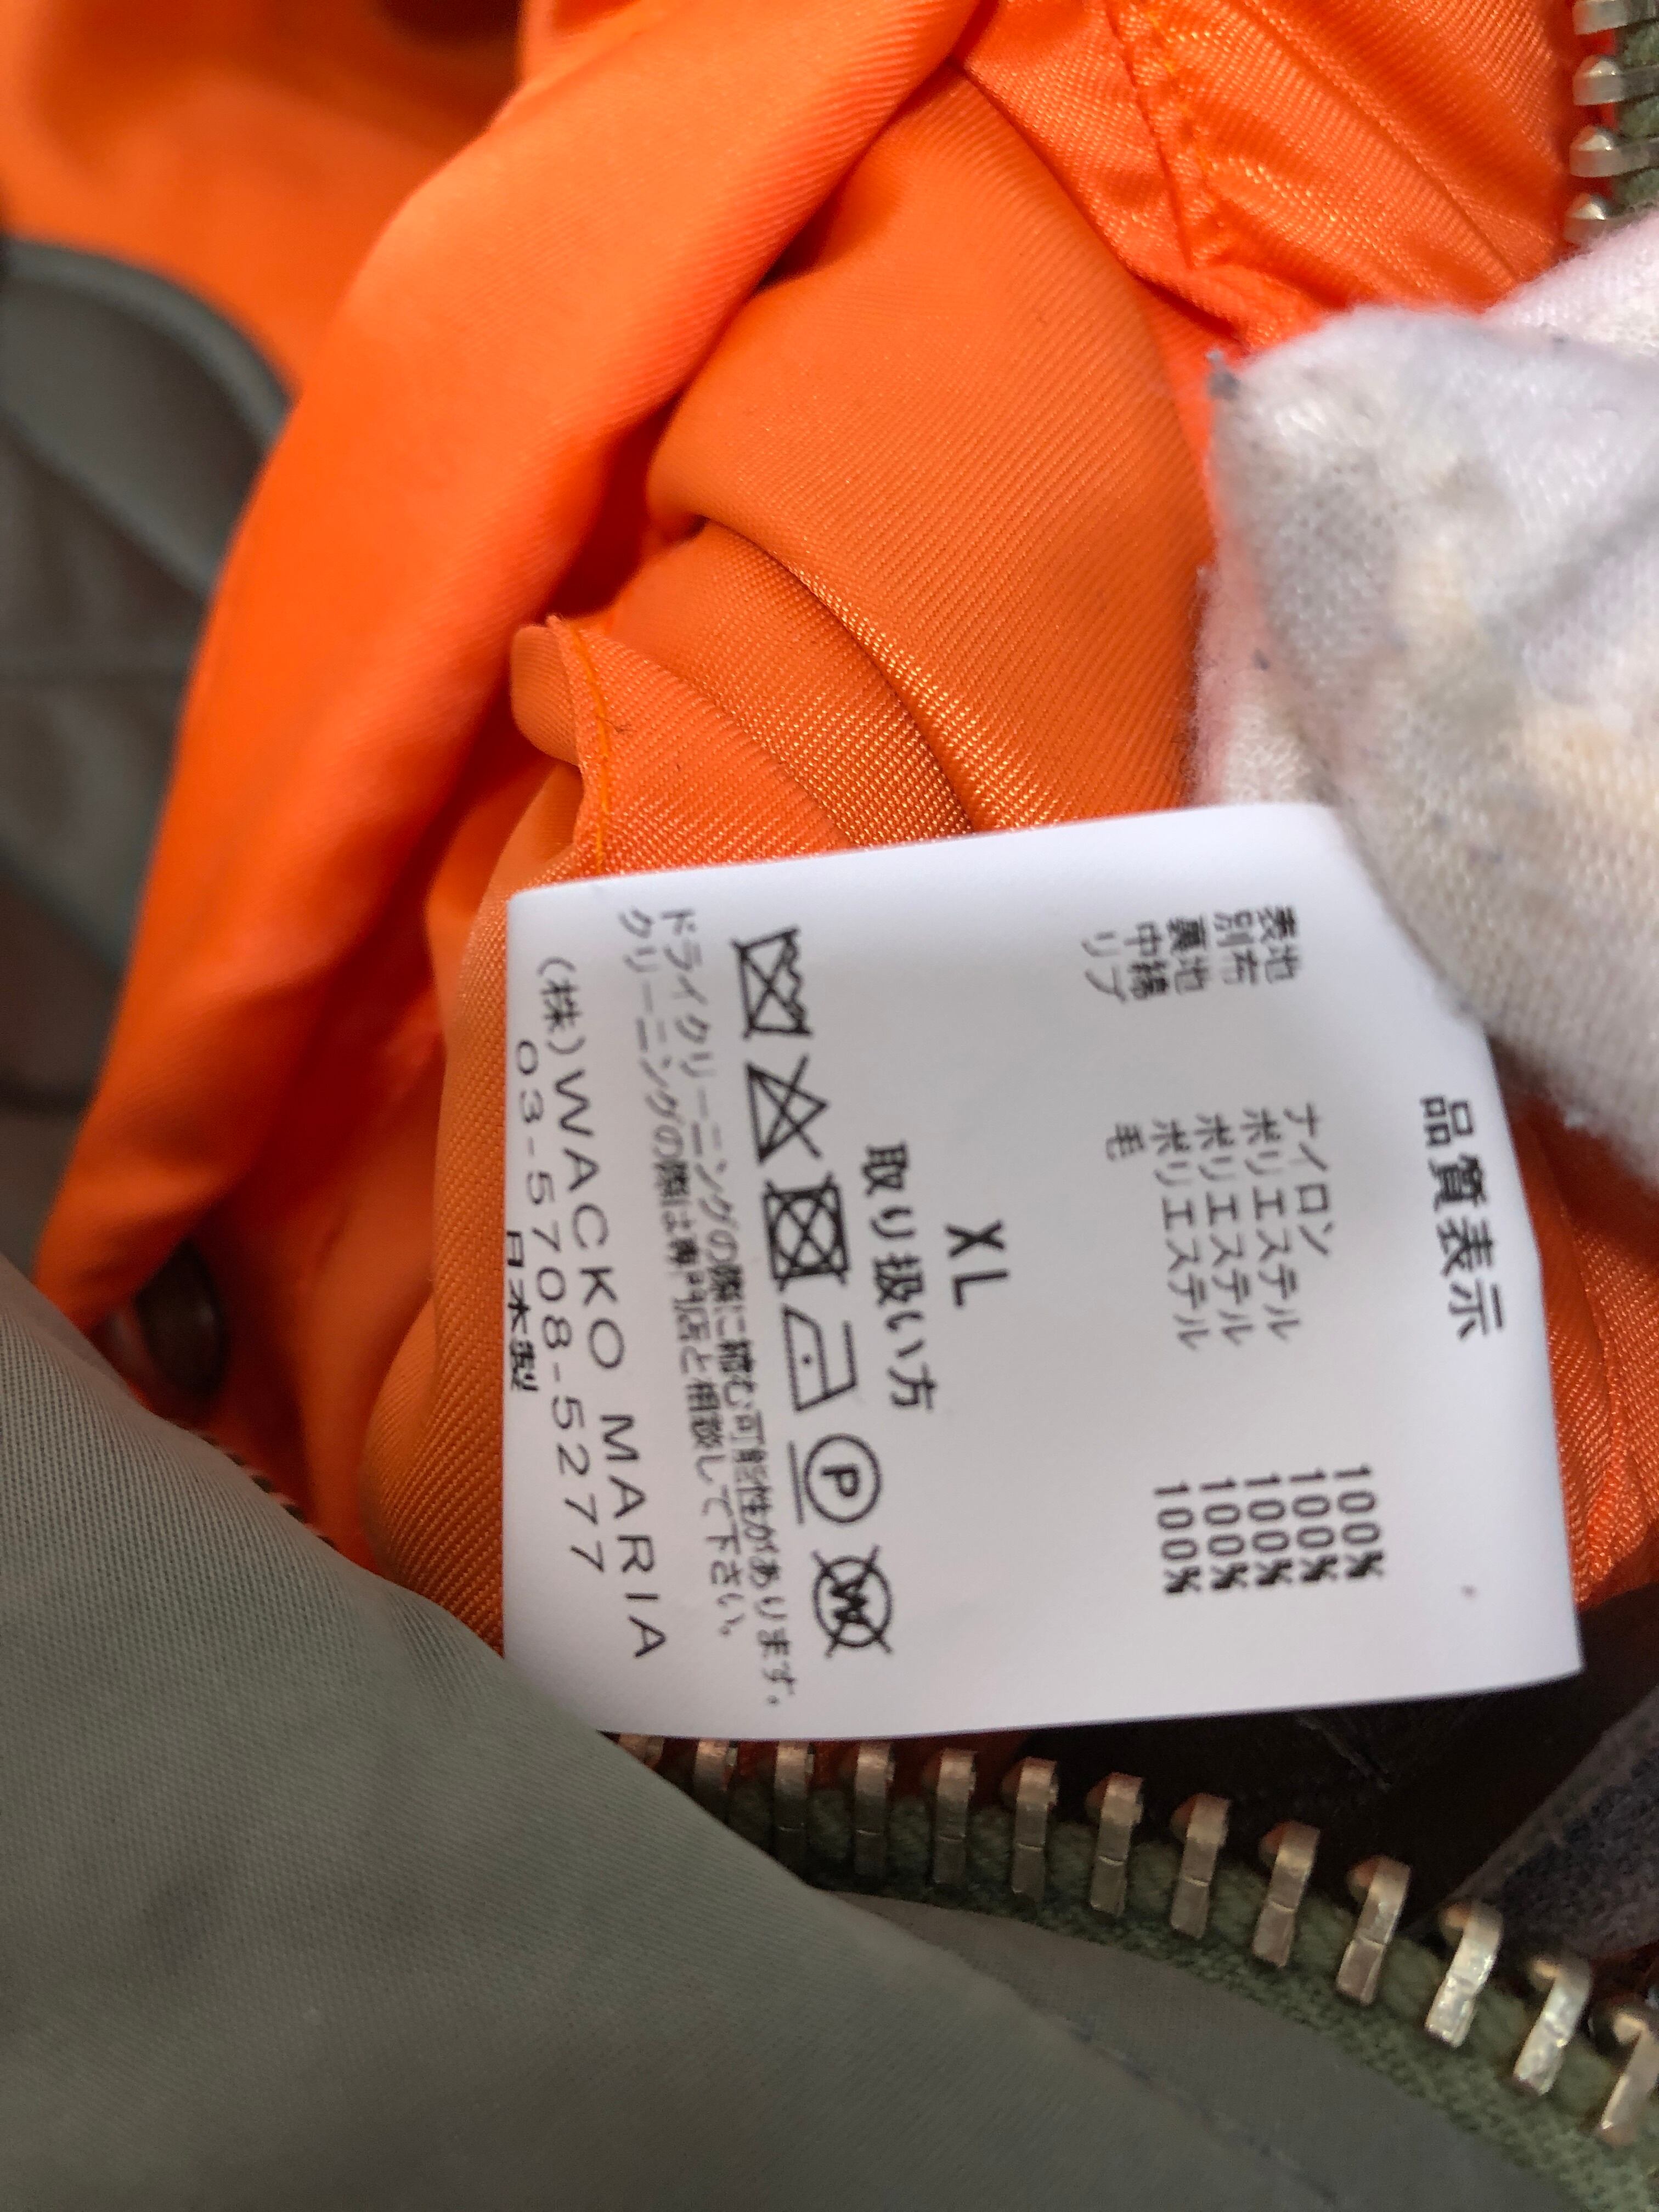 品質表示
表地 ナイロン 100%
別布 ポリエステル 100%
裏地 ポリエステル 100%
中綿 ポリエステル 100%
リブ 毛 100%
XL
取り扱い方
P W
ドライクリーニングの際に縮む可能性があります。
クリーニングの際は専門店と相談して下さい。
(株)WACKO MARIA
03-5708-5277
日本製